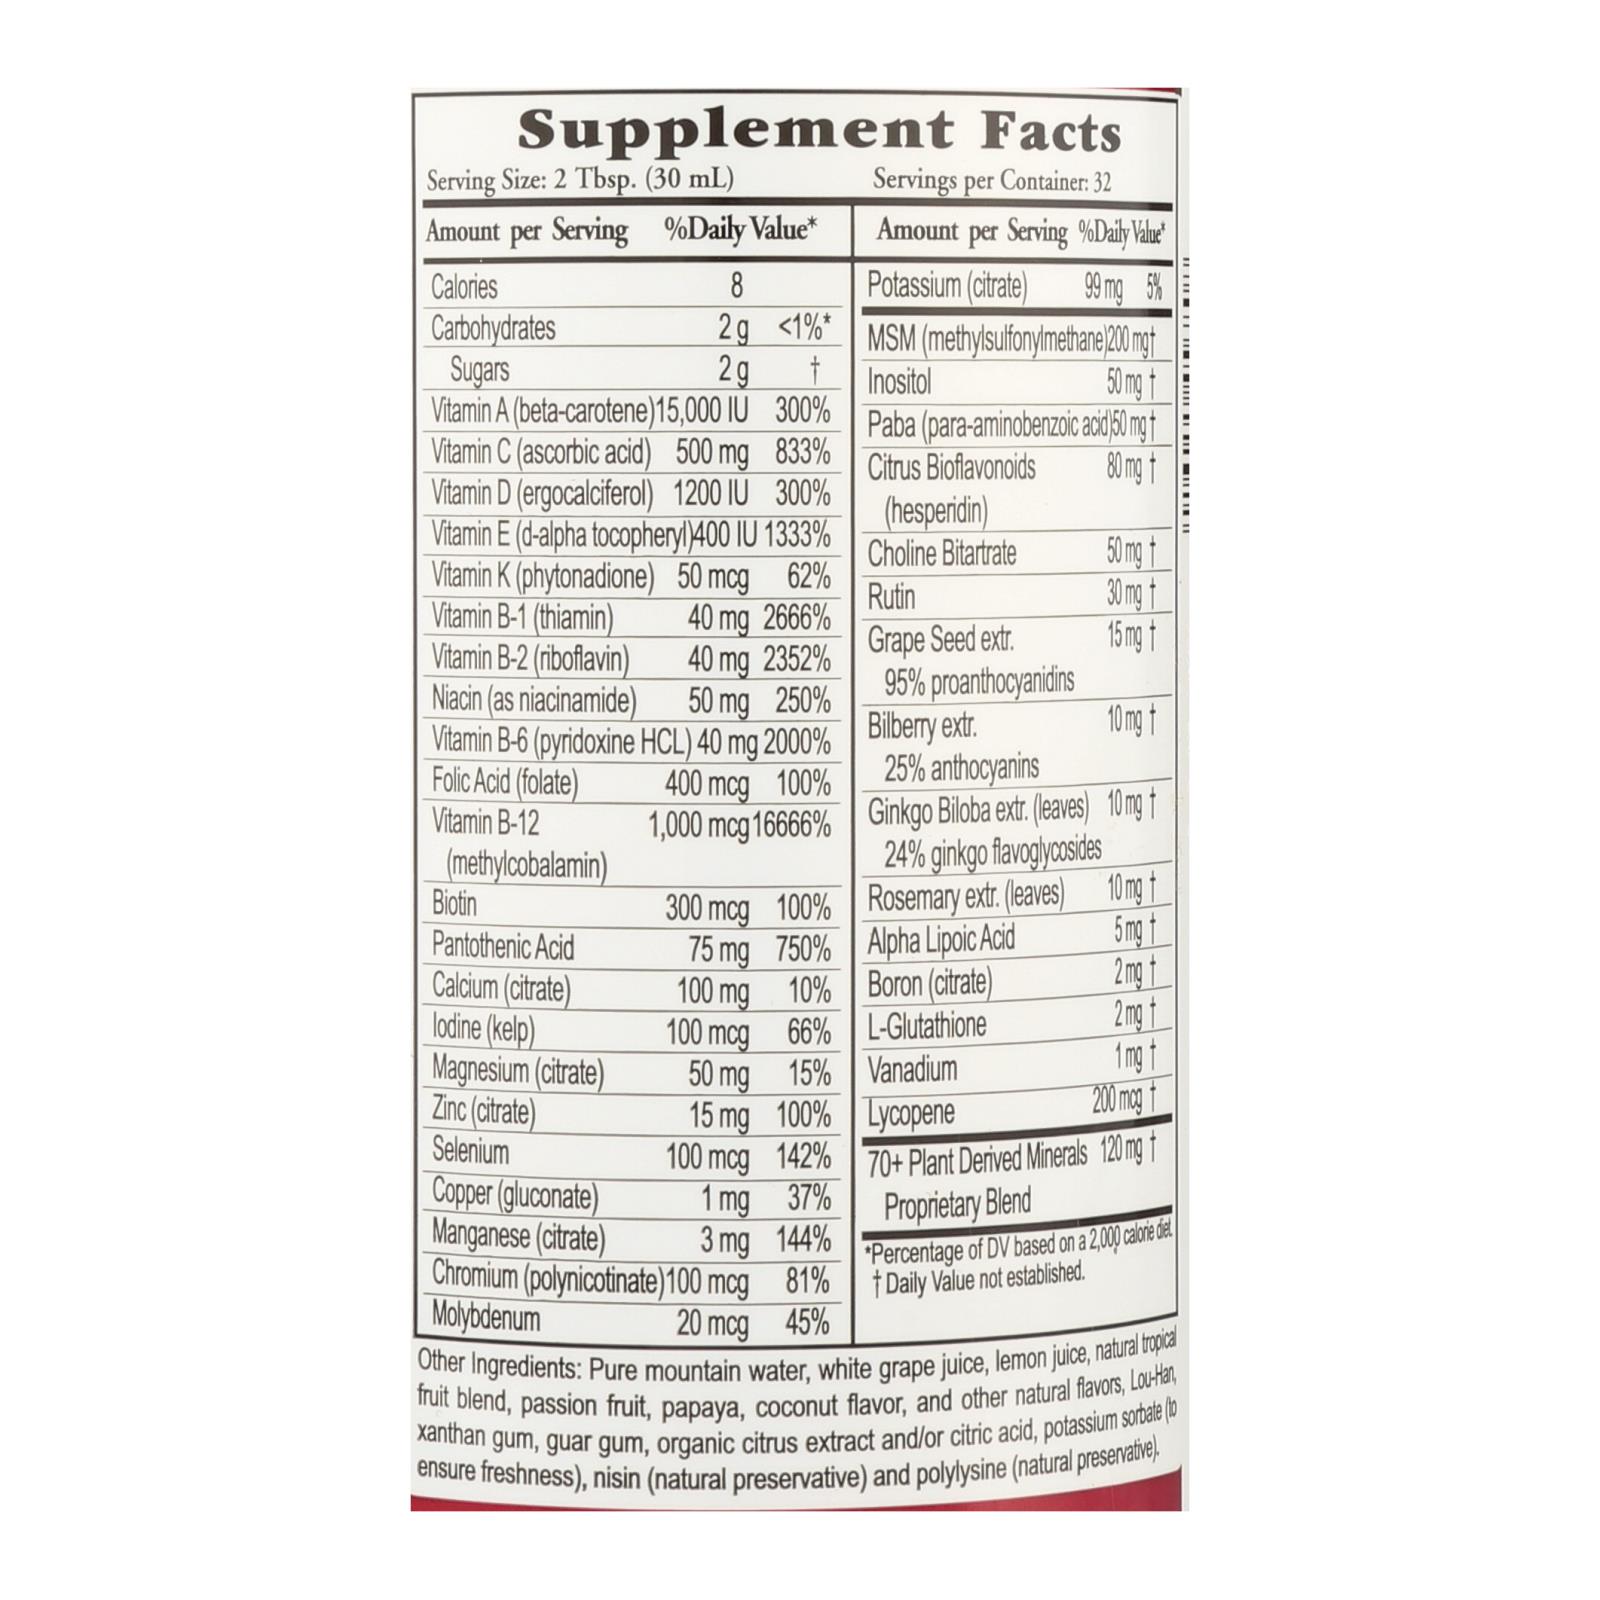 Supplement Facts
Serving Size: 2 Tbsp. (30 mL) Servings per Container: 32
Amount per Serving %Daily Value*
Calories 8
Carbohydrates 2 g <1%*
Sugars 2 g †
Vitamin A (beta-carotene) 15,000 IU 300%
Vitamin C (ascorbic acid) 500 mg 833%
Vitamin D (ergocalciferol) 1200 IU 300%
Vitamin E (d-alpha tocopheryl) 400 IU 1333%
Vitamin K (phytonadione) 50 mcg 62%
Vitamin B-1 (thiamin) 40 mg 2666%
Vitamin B-2 (riboflavin) 40 mg 2352%
Niacin (as niacinamide) 50 mg 250%
Vitamin B-6 (pyridoxine HCL) 40 mg 2000%
Folic Acid (folate) 400 mcg 100%
Vitamin B-12 1,000 mcg 16666%
(methylcobalamin)
Biotin 300 mcg 100%
Pantothenic Acid 75 mg 750%
Calcium (citrate) 100 mg 10%
Iodine (kelp) 100 mcg 66%
Magnesium (citrate) 50 mg 15%
Zinc (citrate) 15 mg 100%
Selenium 100 mcg 142%
Copper (gluconate) 1 mg 37%
Manganese (citrate) 3 mg 144%
Chromium (polynicotinate) 100 mcg 81%
Molybdenum 20 mcg 45%
Amount per Serving %Daily Value*
Potassium (citrate) 99 mg 5%
MSM (methylsulfonylmethane) 200 mg †
Inositol 50 mg †
Paba (para-aminobenzoic acid) 50 mg †
Citrus Bioflavonoids 80 mg †
(hesperidin)
Choline Bitartrate 50 mg †
Rutin 30 mg †
Grape Seed extr. 15 mg †
95% proanthocyanidins
Bilberry extr. 10 mg †
25% anthocyanins
Ginkgo Biloba extr. (leaves) 10 mg †
24% ginkgo flavoglycosides
Rosemary extr. (leaves) 10 mg †
Alpha Lipoic Acid 5 mg †
Boron (citrate) 2 mg †
L-Glutathione 2 mg †
Vanadium 1 mg †
Lycopene 200 mcg †
70+ Plant Derived Minerals 120 mg †
Proprietary Blend
*Percentage of DV based on a 2,000 calorie diet.
† Daily Value not established.
Other Ingredients: Pure mountain water, white grape juice, lemon juice, natural tropical
fruit blend, passion fruit, papaya, coconut flavor, and other natural flavors, Lou-Han,
xanthan gum, guar gum, organic citrus extract and/or citric acid, potassium sorbate (to
ensure freshness), nisin (natural preservative) and polylysine (natural preservative).